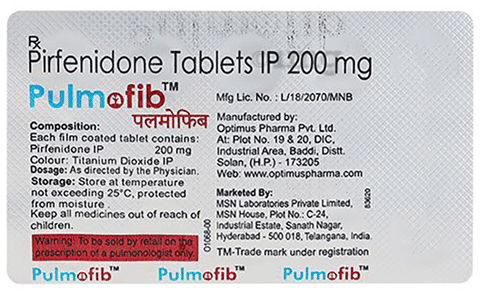 Rx
Pirfenidone Tablets IP 200 mg
Pulmofib™
पलमोफिब
Composition:
Each film coated tablet contains:
Pirfenidone IP 200 mg
Colour: Titanium Dioxide IP
Dosage: As directed by the Physician.
Storage: Store at temperature
not exceeding 25°C, protected
from moisture.
Keep all medicines out of reach of
children.
Warning: To be sold by retail on the
prescription of a pulmonologist only.
Mfg Lic. No. : L/18/2070/MNB
Manufactured by:
Optimus Pharma Pvt. Ltd.
At: Plot No. 19 & 20, DIC,
Industrial Area, Baddi, Distt.
Solan, (H.P.) - 173205
Web: www.optimuspharma.com
Marketed By:
MSN Laboratories Private Limited,
MSN House, Plot No.: C-24,
Industrial Estate, Sanath Nagar,
Hyderabad - 500 018, Telangana, India.
TM-Trade mark under registration
O1068-00
Pulmofib™ Pulmofib™ Pulmofib™